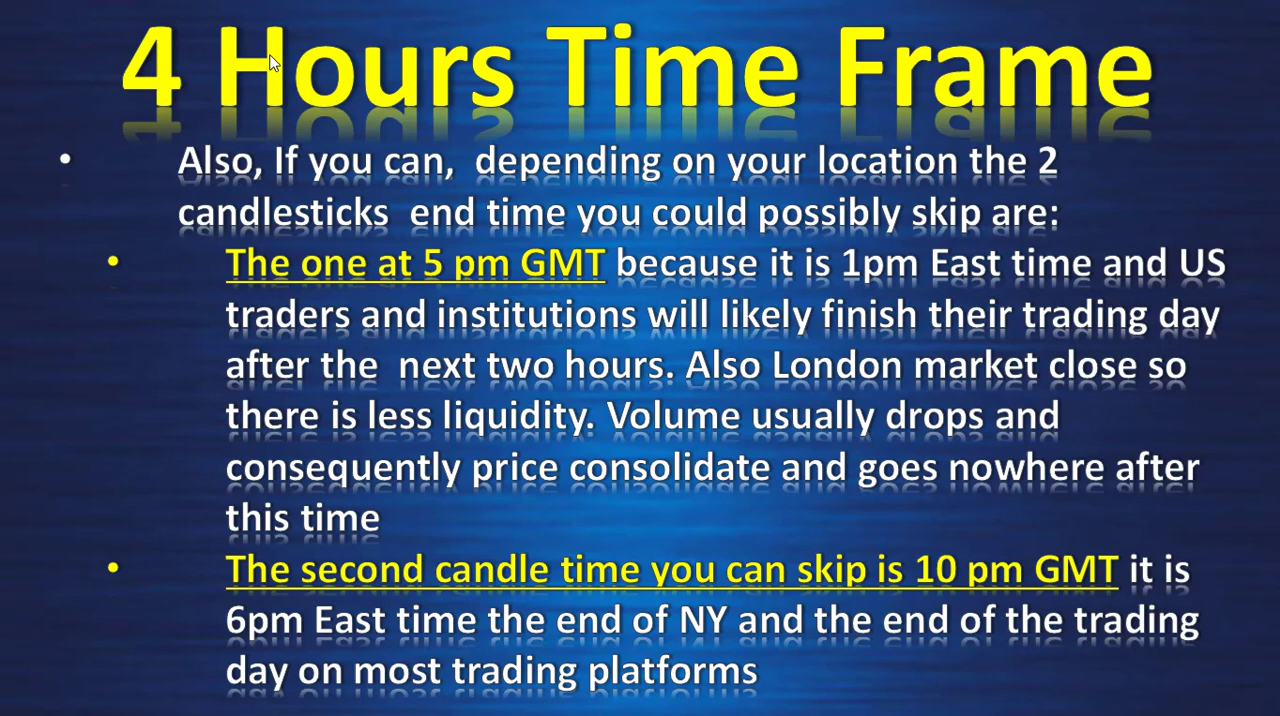 4 Hours Time Frame
• Also, If you can, depending on your location the 2
candlesticks end time you could possibly skip are:
• The one at 5 pm GMT because it is 1pm East time and US
traders and institutions will likely finish their trading day
after the next two hours. Also London market close so
there is less liquidity. Volume usually drops and
consequently price consolidate and goes nowhere after
this time
• The second candle time you can skip is 10 pm GMT it is
6pm East time the end of NY and the end of the trading
day on most trading platforms